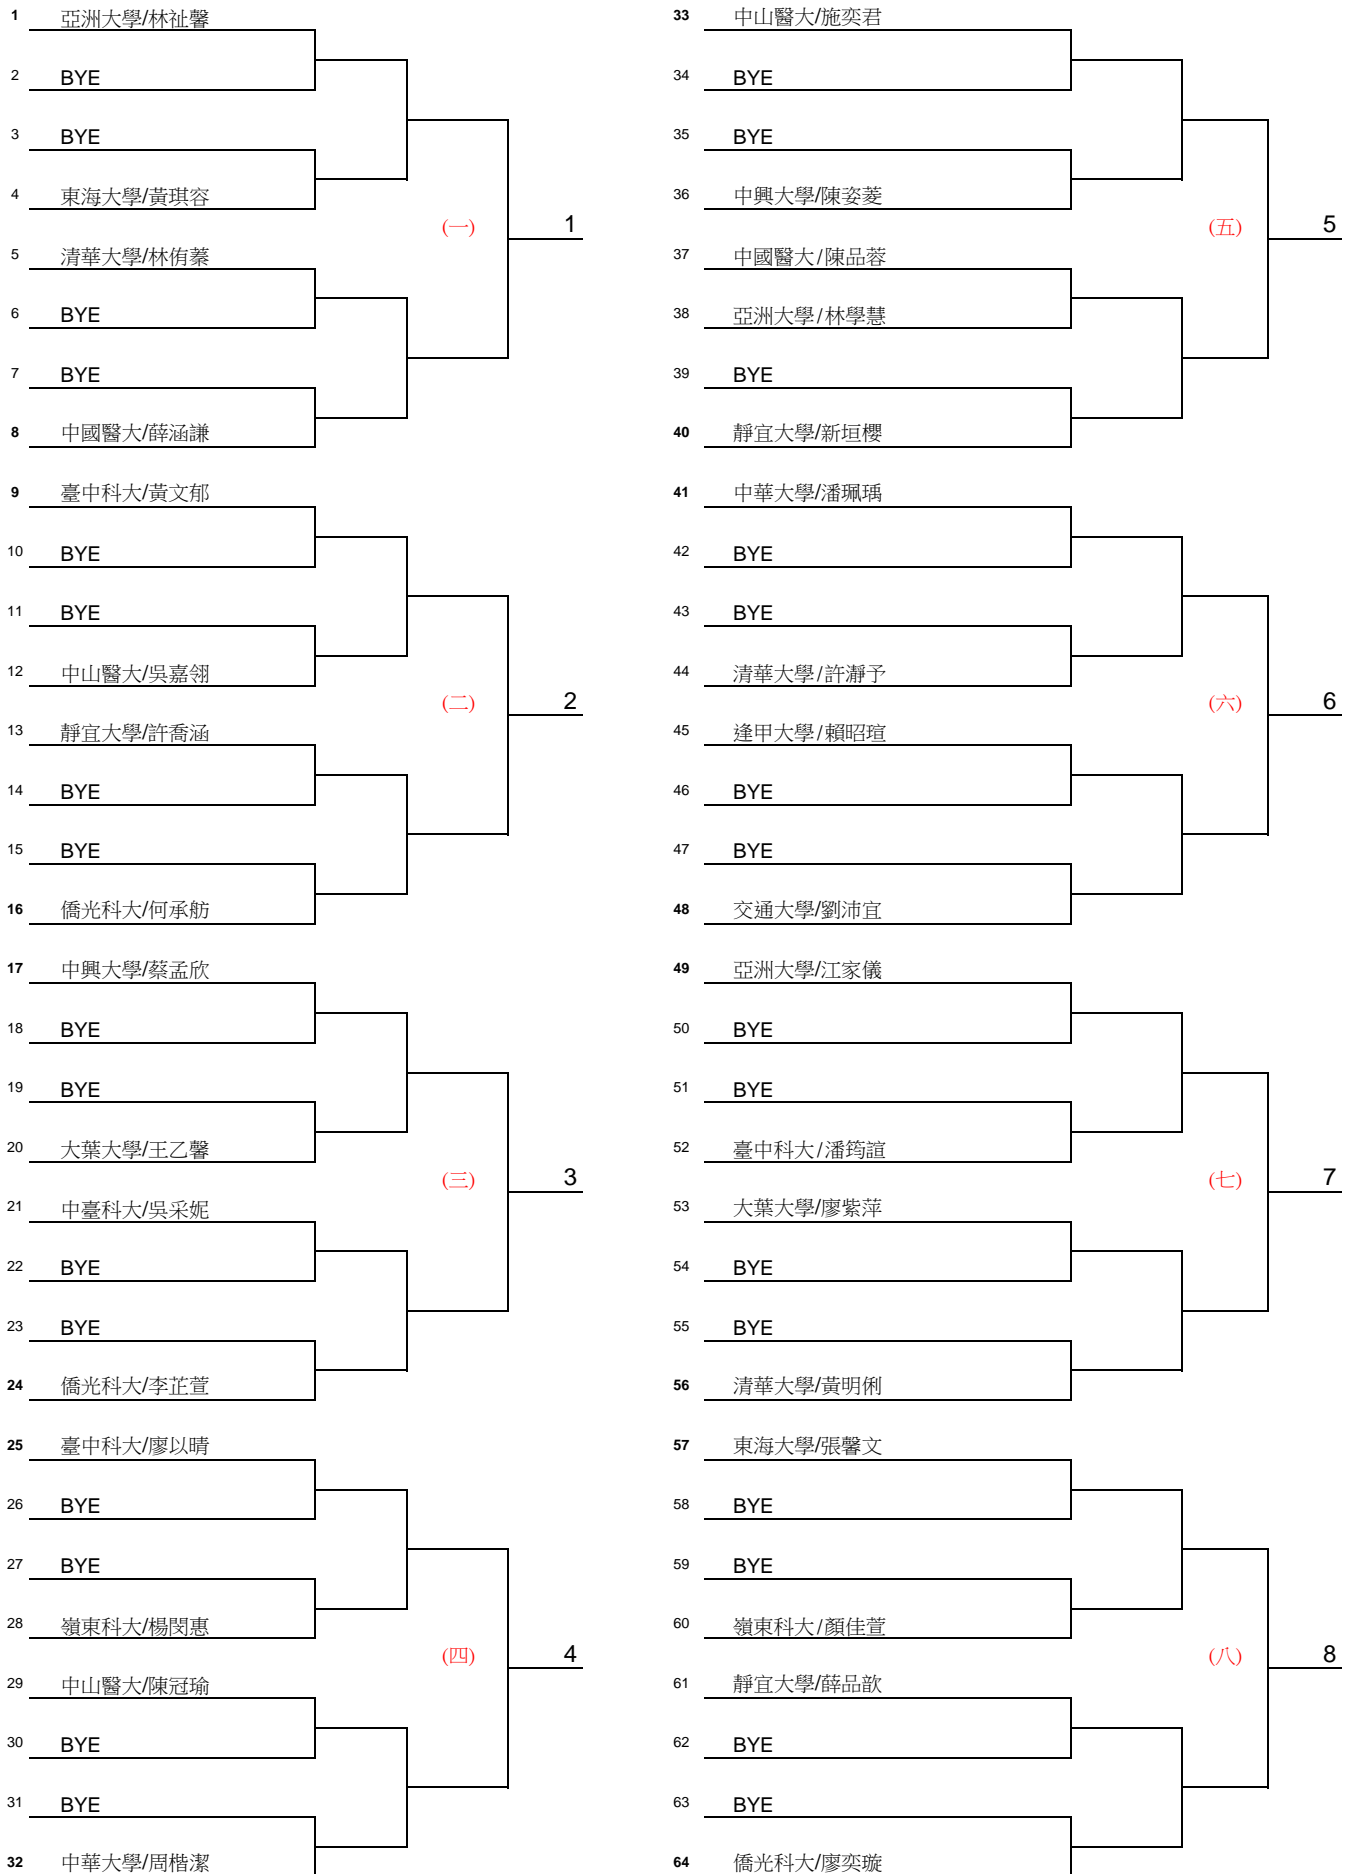 1 亞洲大學/林祉馨
2 BYE
3 BYE
4 東海大學/黃琪容
(一) 1
5 清華大學/林侑蓁
6 BYE
7 BYE
8 中國醫大/薛涵謙
9 臺中科大/黃文郁
10 BYE
11 BYE
12 中山醫大/吳嘉翎
(二) 2
13 靜宜大學/許喬涵
14 BYE
15 BYE
16 僑光科大/何承舫
17 中興大學/蔡孟欣
18 BYE
19 BYE
20 大葉大學/王乙馨
(三) 3
21 中臺科大/吳采妮
22 BYE
23 BYE
24 僑光科大/李芷萱
25 臺中科大/廖以晴
26 BYE
27 BYE
28 嶺東科大/楊閔惠
(四) 4
29 中山醫大/陳冠瑜
30 BYE
31 BYE
32 中華大學/周楷潔
33 中山醫大/施奕君
34 BYE
35 BYE
36 中興大學/陳姿菱
(五) 5
37 中國醫大/陳品蓉
38 亞洲大學/林學慧
39 BYE
40 靜宜大學/新垣櫻
41 中華大學/潘珮瑀
42 BYE
43 BYE
44 清華大學/許瀞予
(六) 6
45 逢甲大學/賴昭瑄
46 BYE
47 BYE
48 交通大學/劉沛宜
49 亞洲大學/江家儀
50 BYE
51 BYE
52 臺中科大/潘筠諠
(七) 7
53 大葉大學/廖紫萍
54 BYE
55 BYE
56 清華大學/黃明俐
57 東海大學/張馨文
58 BYE
59 BYE
60 嶺東科大/顏佳萱
(八) 8
61 靜宜大學/薛品歆
62 BYE
63 BYE
64 僑光科大/廖奕璇